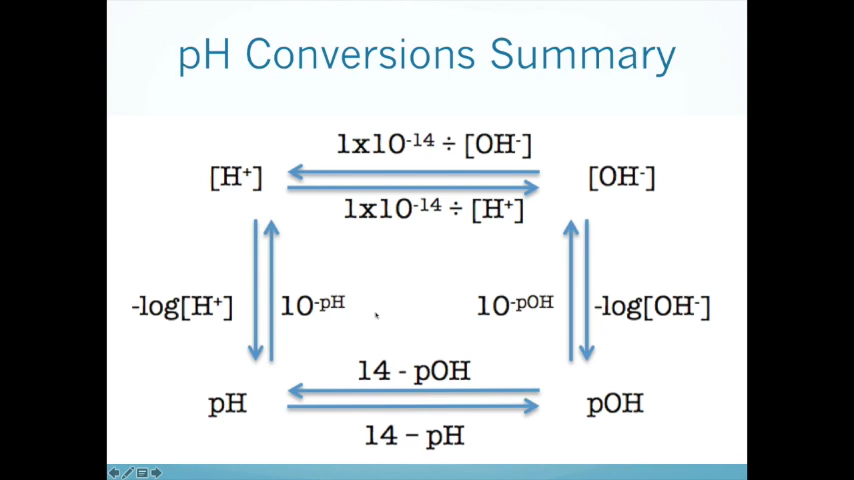 pH Conversions Summary
1x10⁻¹⁴ ÷ [OH⁻]
[H⁺]
[OH⁻]
1x10⁻¹⁴ ÷ [H⁺]
-log[H⁺]
10⁻ᵖᴴ
10⁻ᵖᴼᴴ
-log[OH⁻]
14 - pOH
pH
pOH
14 – pH